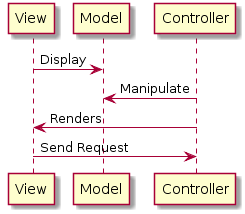 View Model Controller
Display
Manipulate
Renders
Send Request
View Model Controller